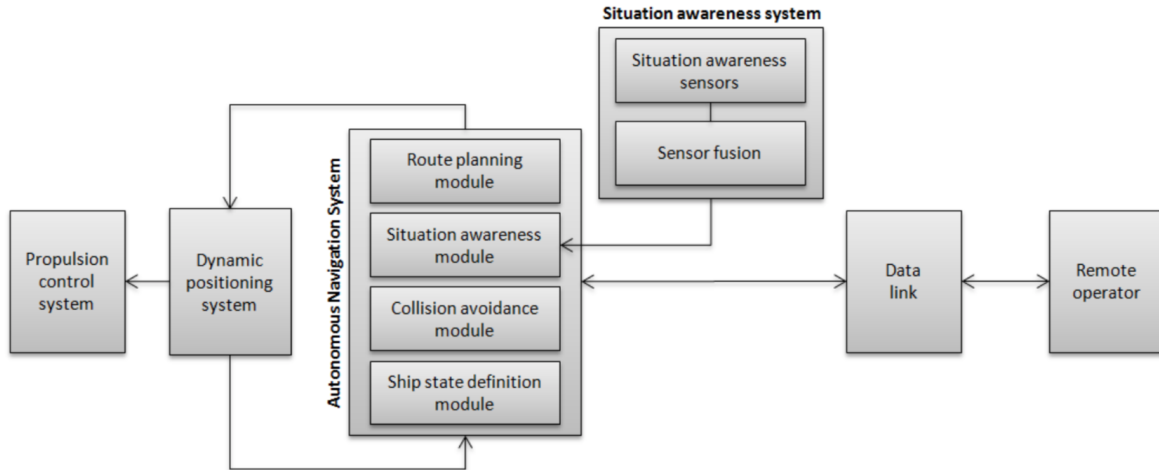 Situation awareness system
Situation awareness
sensors
Sensor fusion
Autonomous Navigation System
Route planning
module
Situation awareness
module
Collision avoidance
module
Ship state definition
module
Propulsion
control
system
Dynamic
positioning
system
Data
link
Remote
operator